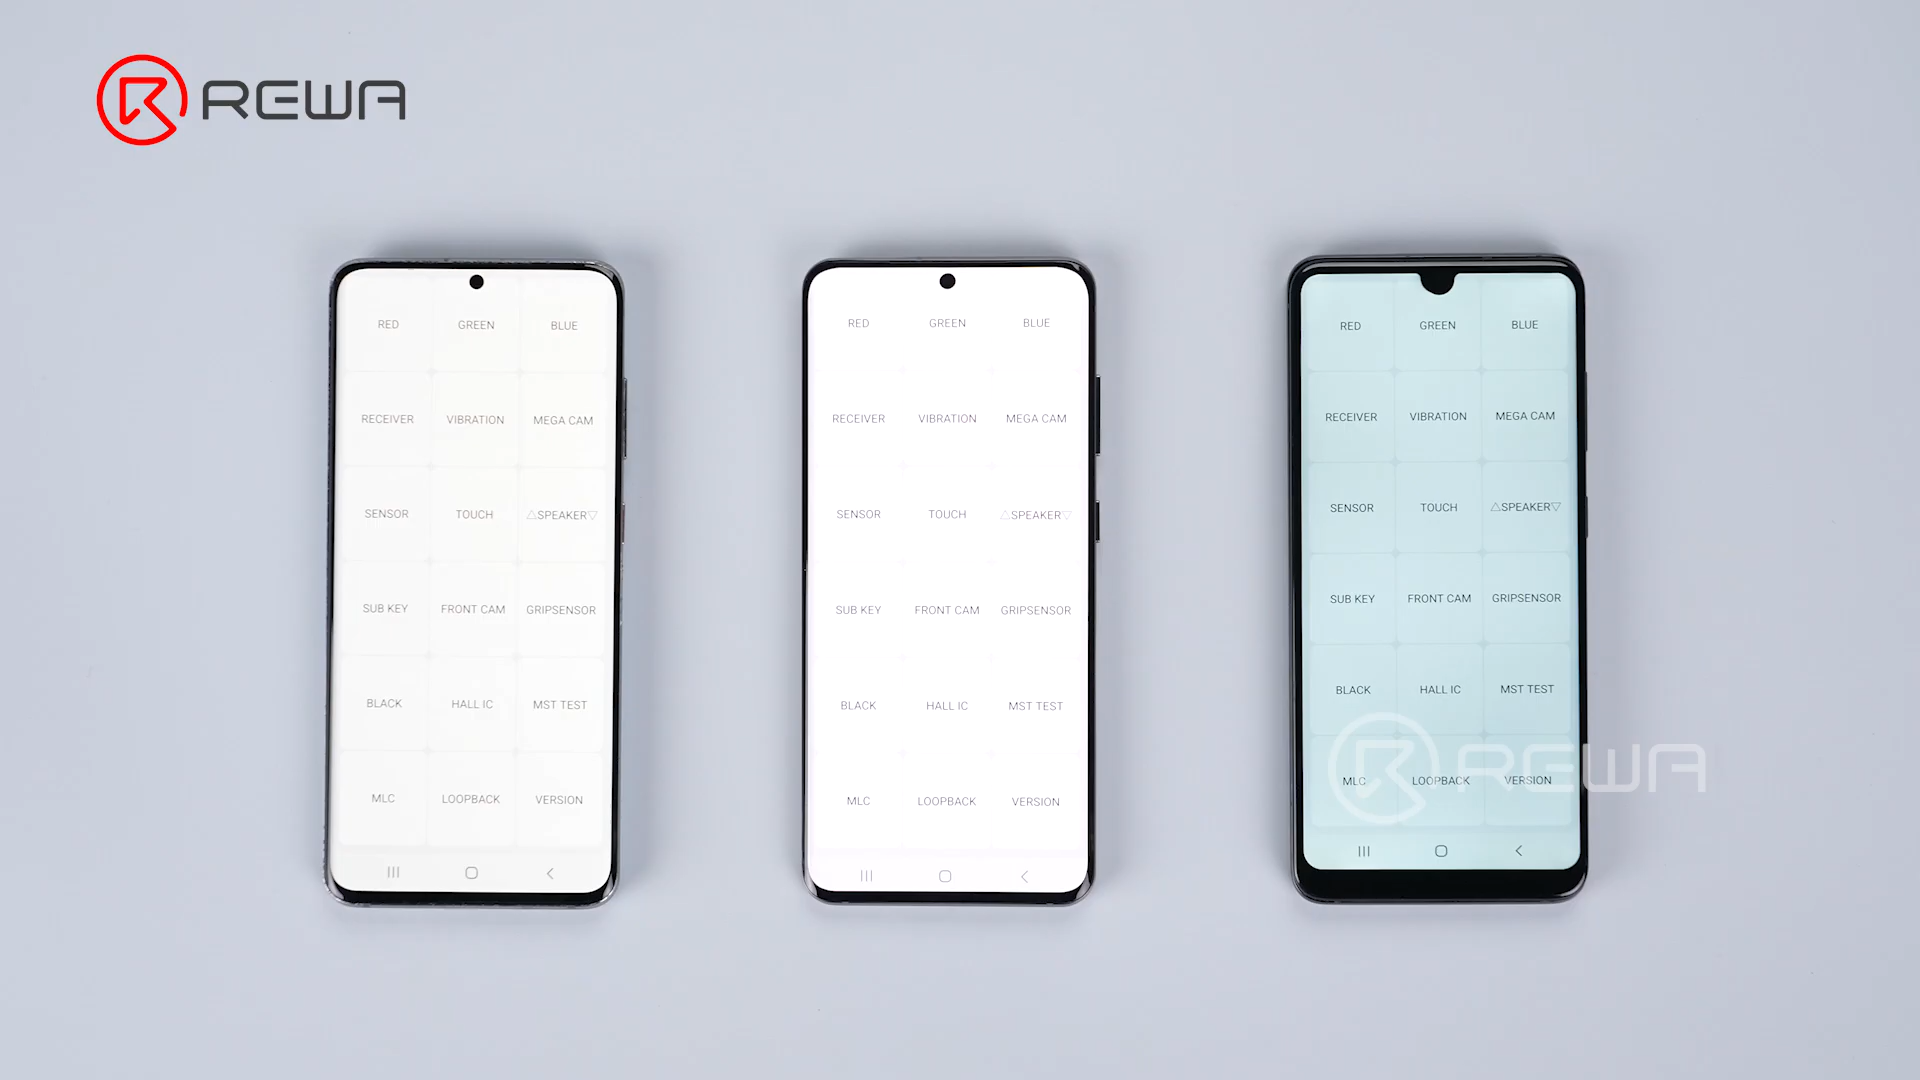 REWA
RED GREEN BLUE
RECEIVER VIBRATION MEGA CAM
SENSOR TOUCH △SPEAKER▽
SUB KEY FRONT CAM GRIPSENSOR
BLACK HALL IC MST TEST
MLC LOOPBACK VERSION
RED GREEN BLUE
RECEIVER VIBRATION MEGA CAM
SENSOR TOUCH △SPEAKER▽
SUB KEY FRONT CAM GRIPSENSOR
BLACK HALL IC MST TEST
MLC LOOPBACK VERSION
RED GREEN BLUE
RECEIVER VIBRATION MEGA CAM
SENSOR TOUCH △SPEAKER▽
SUB KEY FRONT CAM GRIPSENSOR
BLACK HALL IC MST TEST
MLC LOOPBACK VERSION
REWA